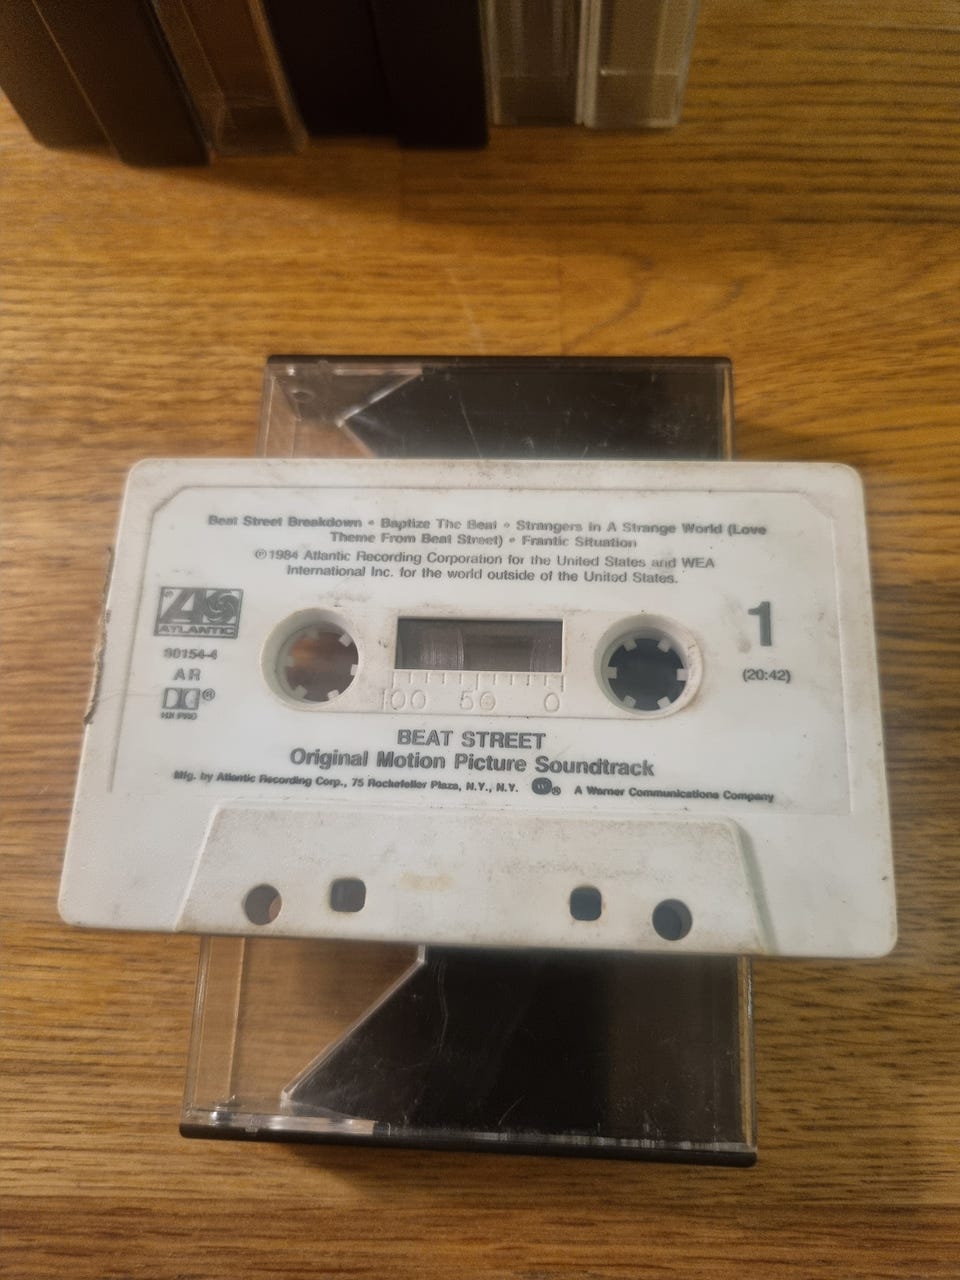 Beat Street Breakdown • Baptize The Beat • Strangers In A Strange World (Love
Theme From Beat Street) • Frantic Situation
℗1984 Atlantic Recording Corporation for the United States and WEA
International Inc. for the world outside of the United States.
ATLANTIC
80154-4
AR
®
HX PRO
1
(20:42)
100 50 0
BEAT STREET
Original Motion Picture Soundtrack
Mfg. by Atlantic Recording Corp., 75 Rockefeller Plaza, N.Y., N.Y. ® A Warner Communications Company